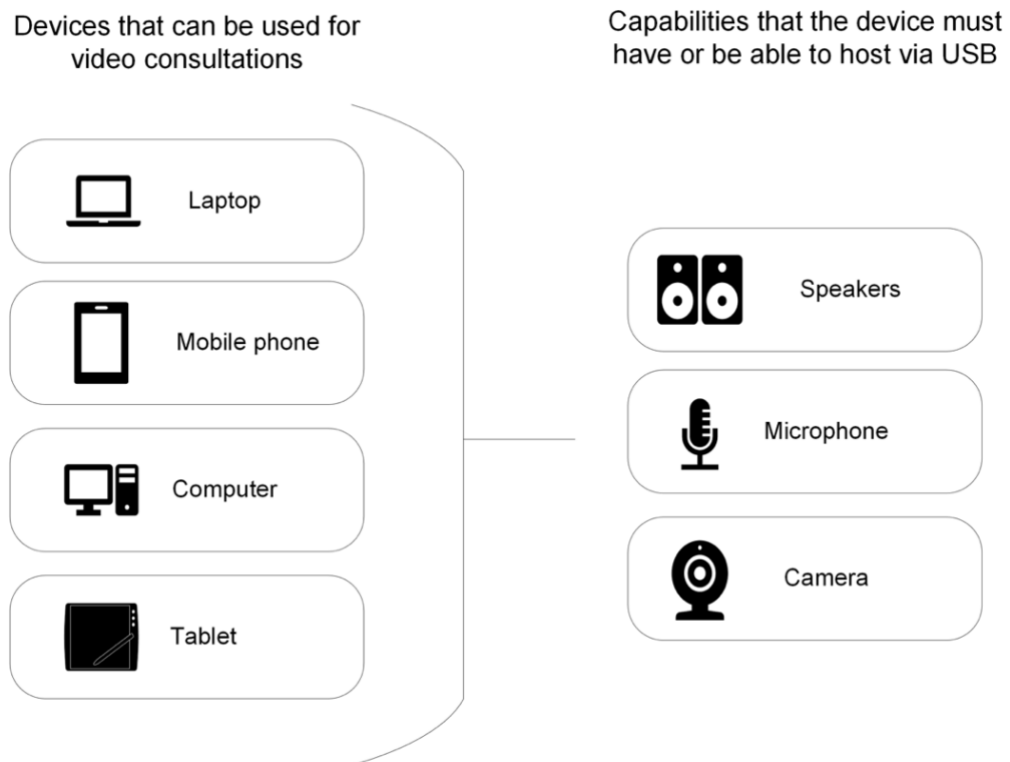 Devices that can be used for
video consultations
Laptop
Mobile phone
Computer
Tablet
Capabilities that the device must
have or be able to host via USB
Speakers
Microphone
Camera